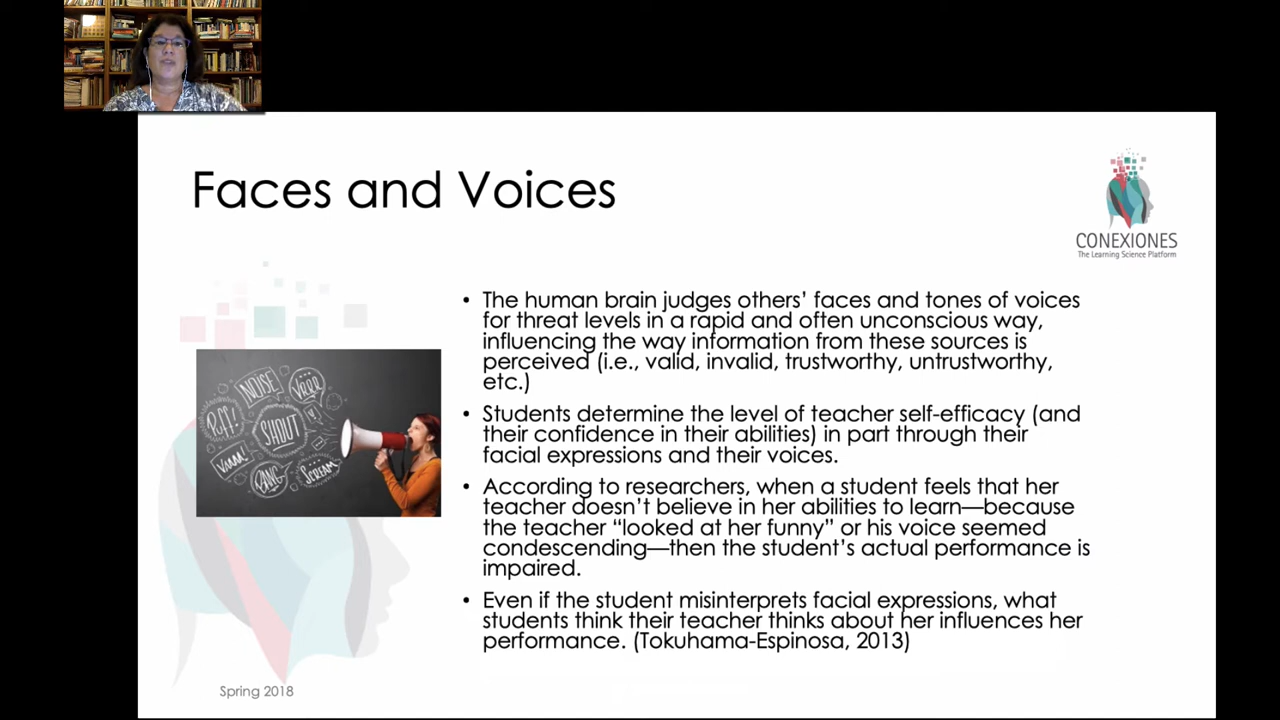 Faces and Voices
CONEXIONES
The Learning Science Platform
• The human brain judges others’ faces and tones of voices
for threat levels in a rapid and often unconscious way,
influencing the way information from these sources is
perceived (i.e., valid, invalid, trustworthy, untrustworthy,
etc.)
• Students determine the level of teacher self-efficacy (and
their confidence in their abilities) in part through their
facial expressions and their voices.
• According to researchers, when a student feels that her
teacher doesn’t believe in her abilities to learn—because
the teacher “looked at her funny” or his voice seemed
condescending—then the student’s actual performance is
impaired.
• Even if the student misinterprets facial expressions, what
students think their teacher thinks about her influences her
performance. (Tokuhama-Espinosa, 2013)
NOISE
SHOUT
BANG
SCREAM
Spring 2018